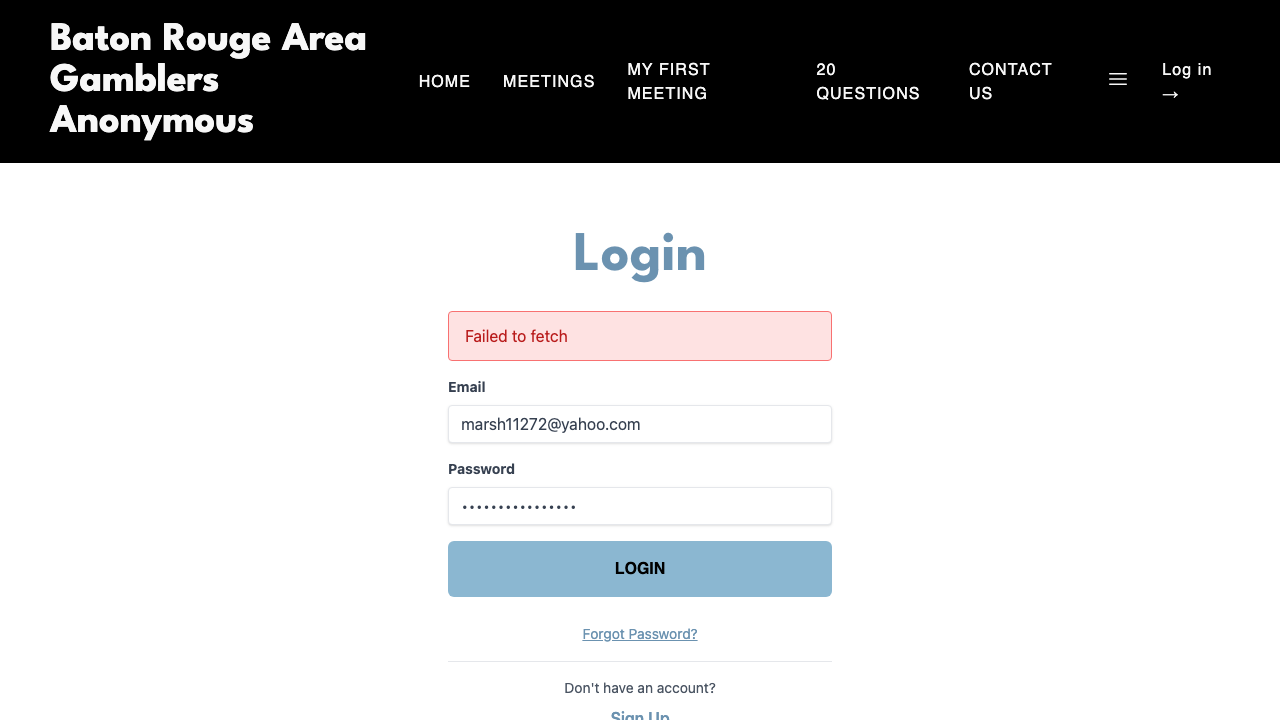 Baton Rouge Area
Gamblers
Anonymous
HOME
MEETINGS
MY FIRST
MEETING
20
QUESTIONS
CONTACT
US
Log in
→
Login
Failed to fetch
Email
marsh11272@yahoo.com
Password
••••••••••••••••
LOGIN
Forgot Password?
Don't have an account?
Sign Up